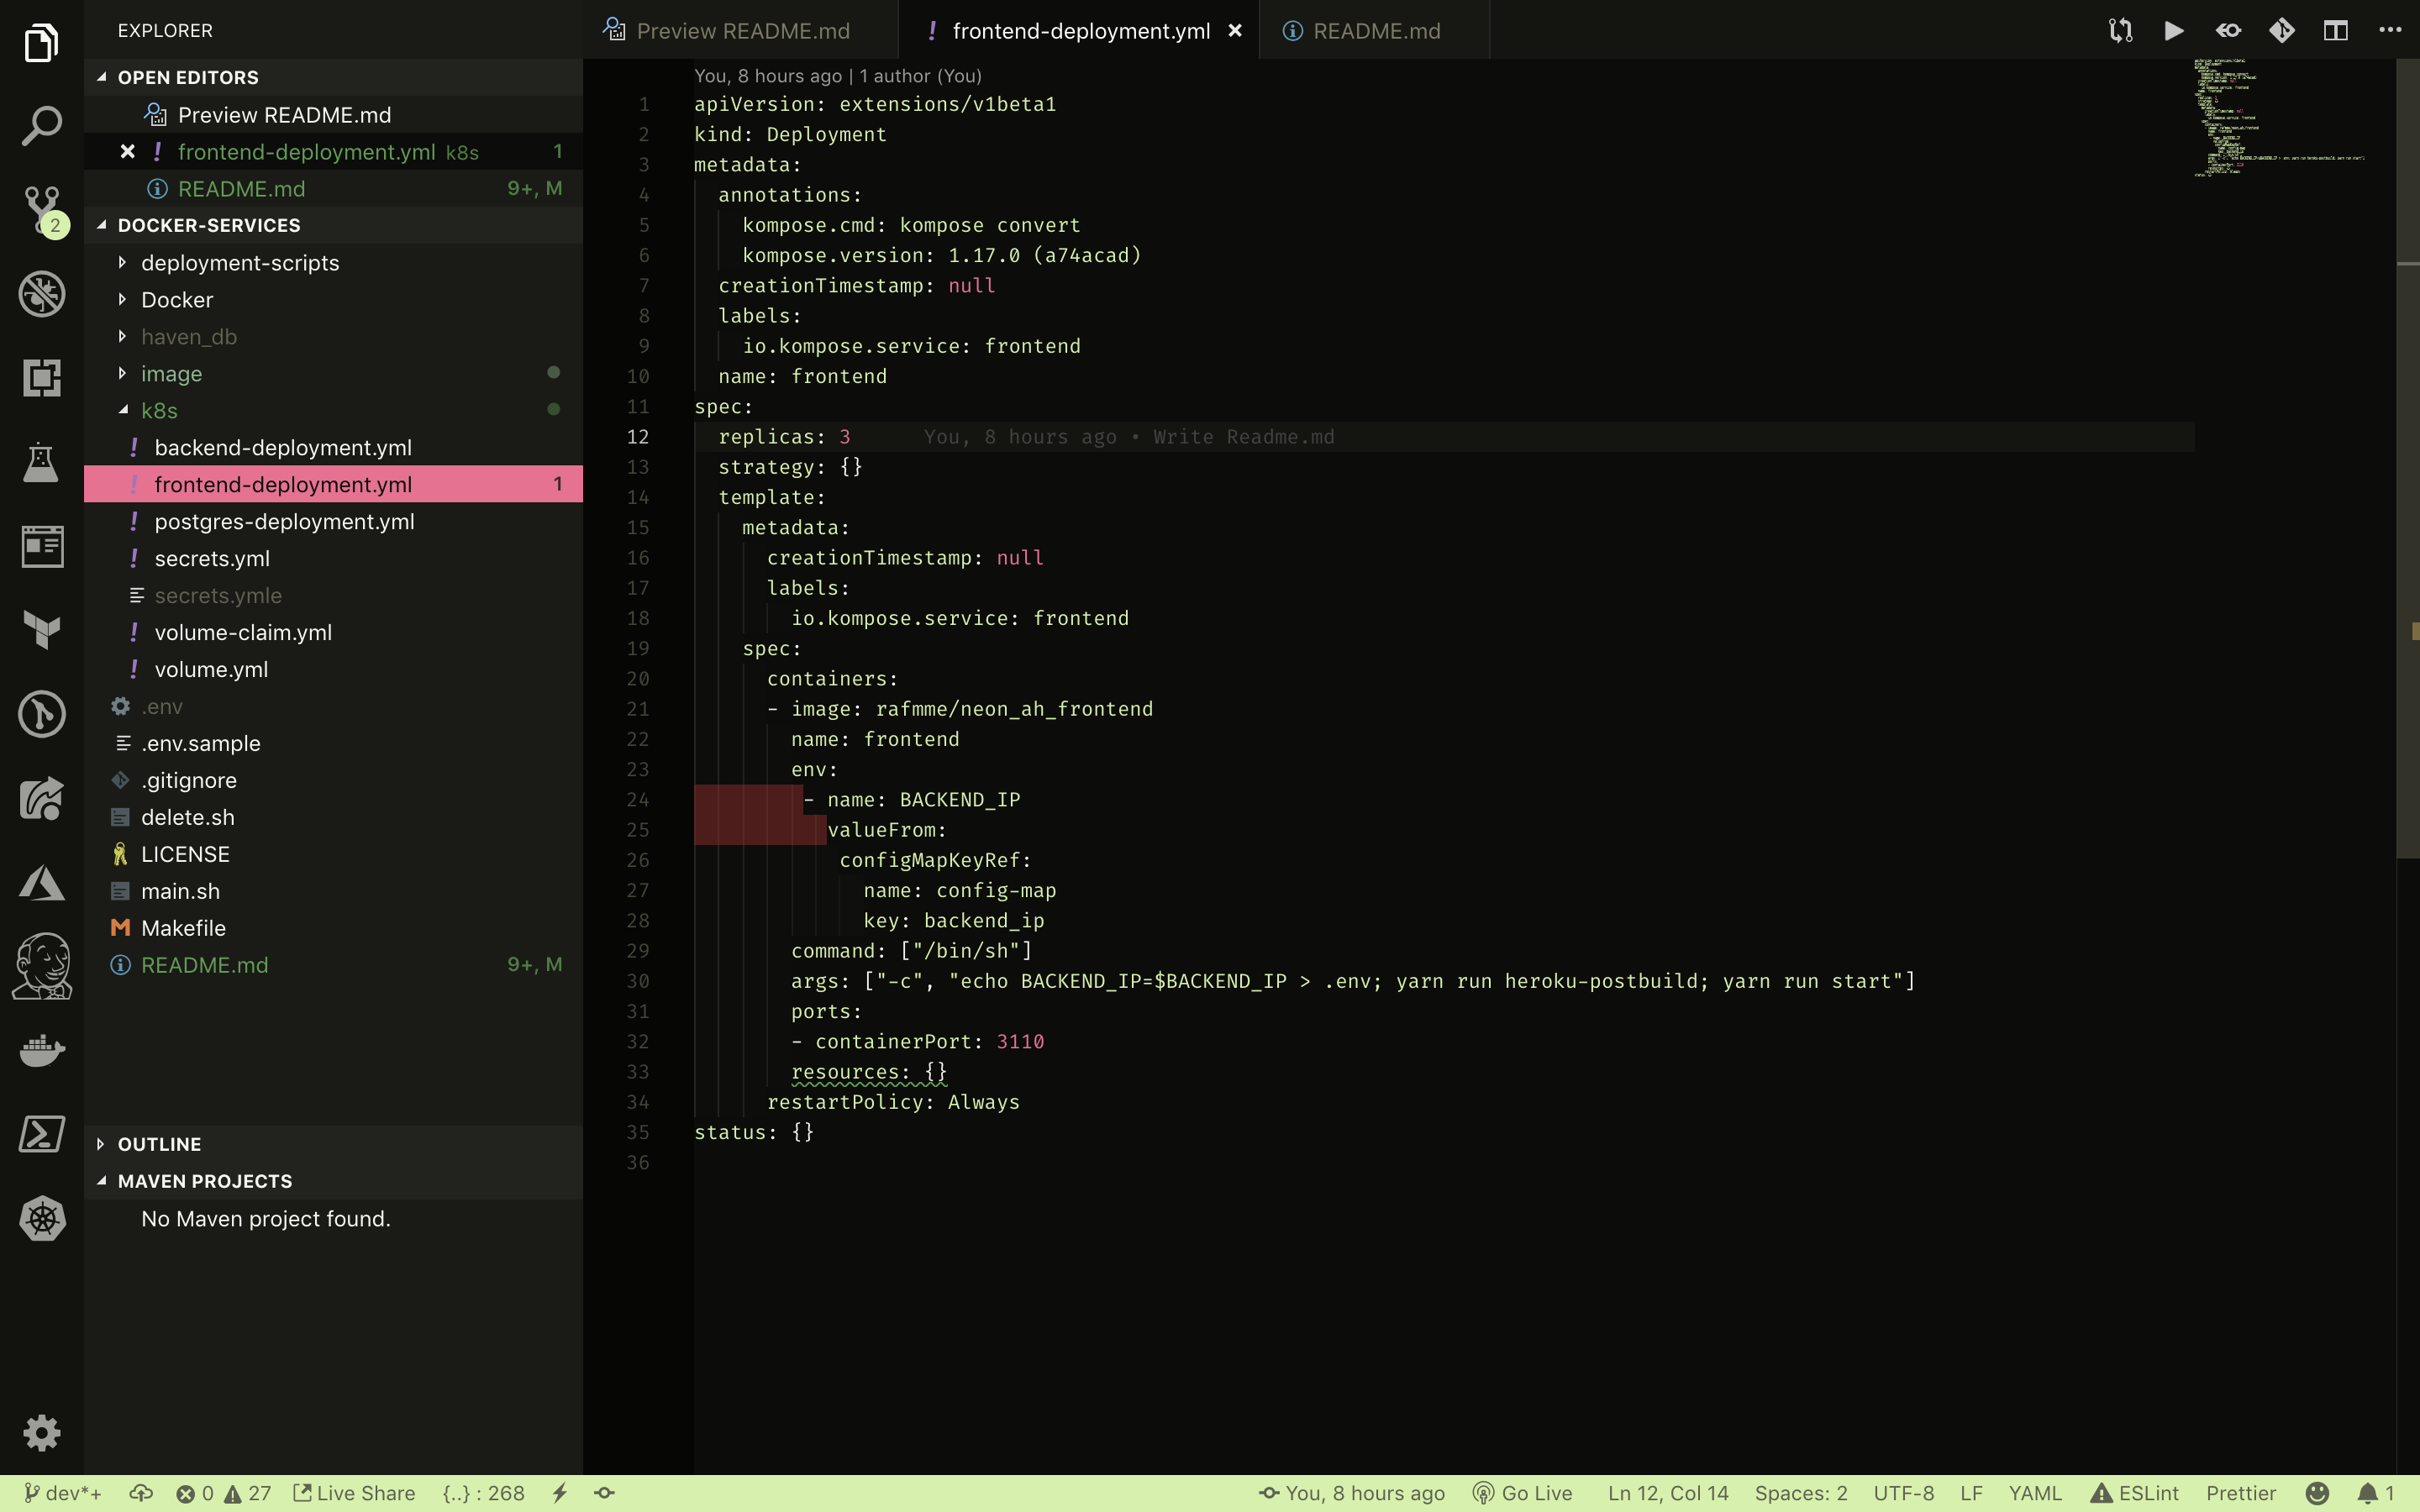 EXPLORER
OPEN EDITORS
Preview README.md
frontend-deployment.yml k8s 1
README.md 9+, M
DOCKER-SERVICES
deployment-scripts
Docker
haven_db
image
k8s
backend-deployment.yml
frontend-deployment.yml 1
postgres-deployment.yml
secrets.yml
secrets.ymle
volume-claim.yml
volume.yml
.env
.env.sample
.gitignore
delete.sh
LICENSE
main.sh
Makefile
README.md 9+, M
OUTLINE
MAVEN PROJECTS
No Maven project found.
2
Preview README.md
frontend-deployment.yml
README.md
You, 8 hours ago | 1 author (You)
1 apiVersion: extensions/v1beta1
2 kind: Deployment
3 metadata:
4   annotations:
5     kompose.cmd: kompose convert
6     kompose.version: 1.17.0 (a74acad)
7   creationTimestamp: null
8   labels:
9     io.kompose.service: frontend
10   name: frontend
11 spec:
12   replicas: 3      You, 8 hours ago • Write Readme.md
13   strategy: {}
14   template:
15     metadata:
16       creationTimestamp: null
17       labels:
18         io.kompose.service: frontend
19     spec:
20       containers:
21       - image: rafmme/neon_ah_frontend
22         name: frontend
23         env:
24          - name: BACKEND_IP
25            valueFrom:
26             configMapKeyRef:
27               name: config-map
28               key: backend_ip
29         command: ["/bin/sh"]
30         args: ["-c", "echo BACKEND_IP=$BACKEND_IP > .env; yarn run heroku-postbuild; yarn run start"]
31         ports:
32         - containerPort: 3110
33         resources: {}
34       restartPolicy: Always
35 status: {}
36
dev*+ 0 27 Live Share {..} : 268 You, 8 hours ago Go Live Ln 12, Col 14 Spaces: 2 UTF-8 LF YAML ESLint Prettier 1